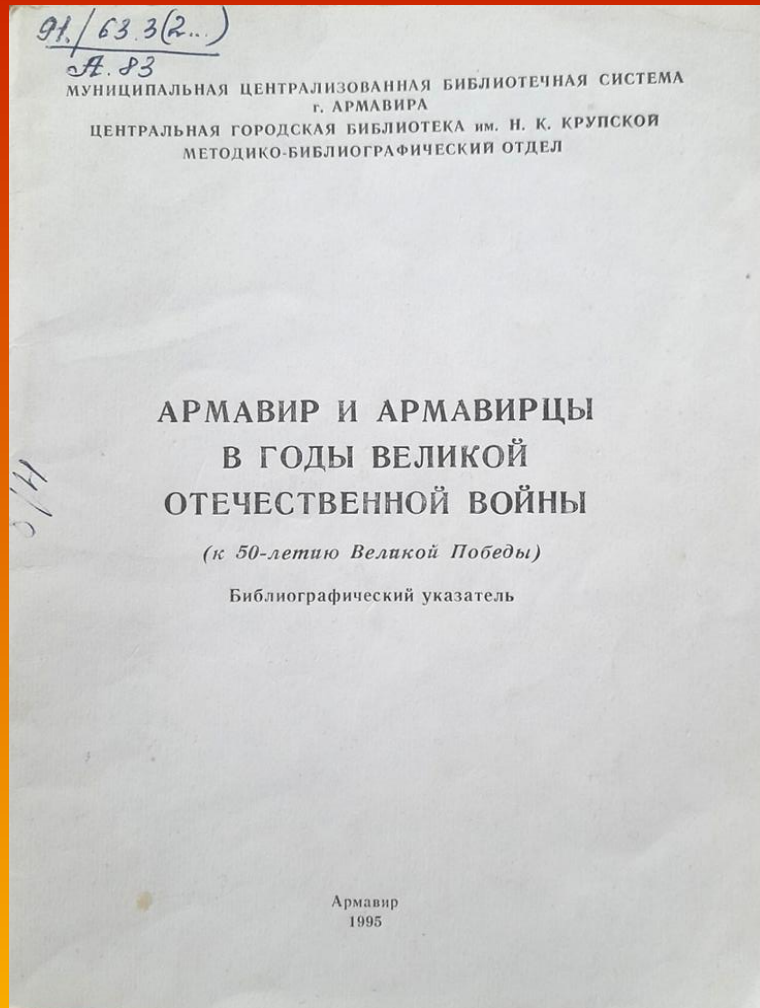 91./63.3(2...)
А.83
МУНИЦИПАЛЬНАЯ ЦЕНТРАЛИЗОВАННАЯ БИБЛИОТЕЧНАЯ СИСТЕМА
г. АРМАВИРА
ЦЕНТРАЛЬНАЯ ГОРОДСКАЯ БИБЛИОТЕКА им. Н. К. КРУПСКОЙ
МЕТОДИКО-БИБЛИОГРАФИЧЕСКИЙ ОТДЕЛ
АРМАВИР И АРМАВИРЦЫ
В ГОДЫ ВЕЛИКОЙ
ОТЕЧЕСТВЕННОЙ ВОЙНЫ
(к 50-летию Великой Победы)
Библиографический указатель
Армавир
1995